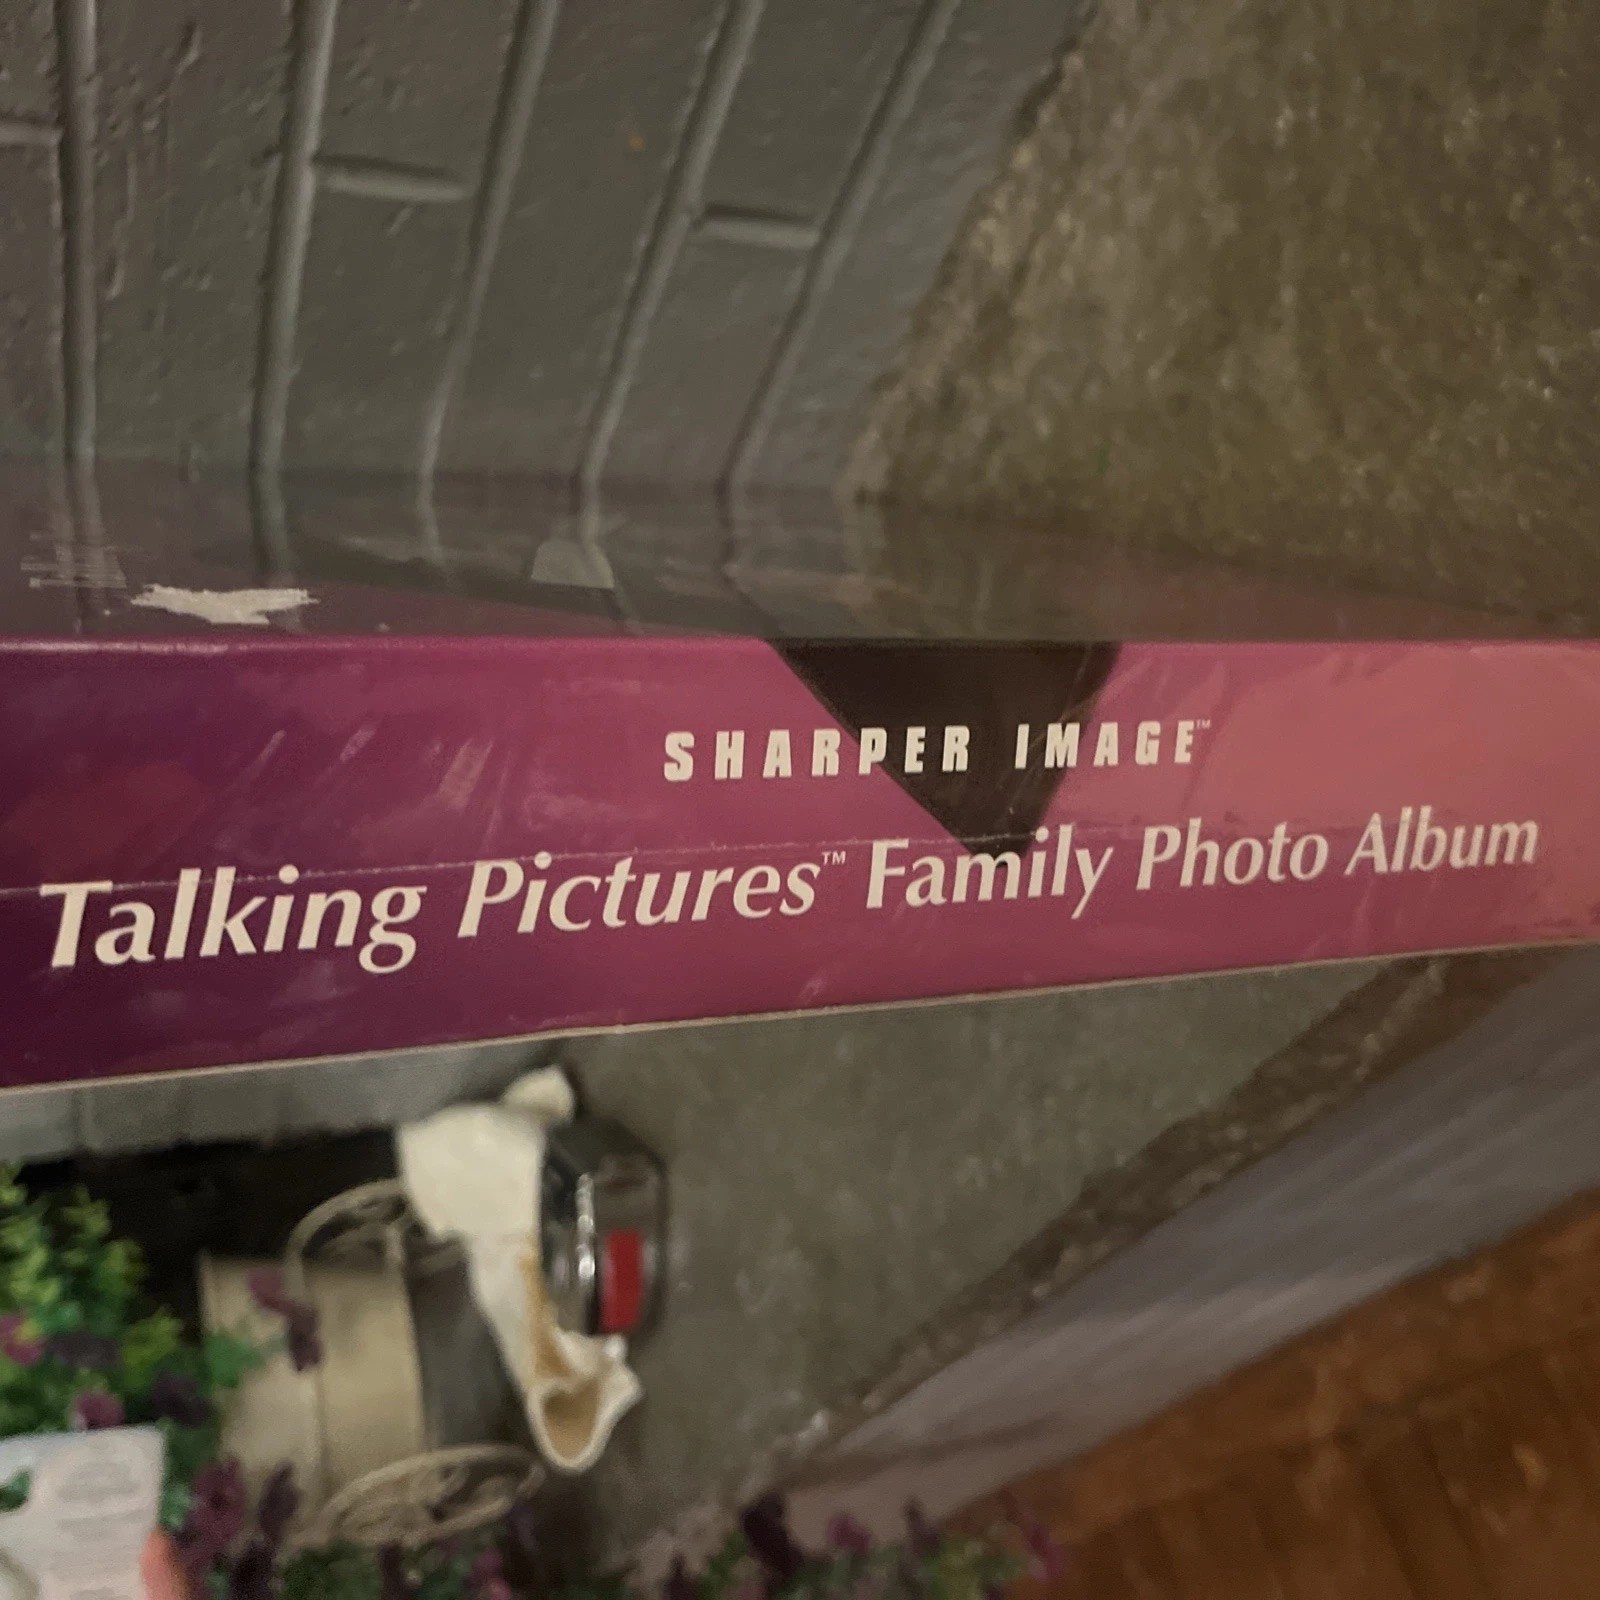 SHARPER IMAGE™
Talking Pictures™ Family Photo Album